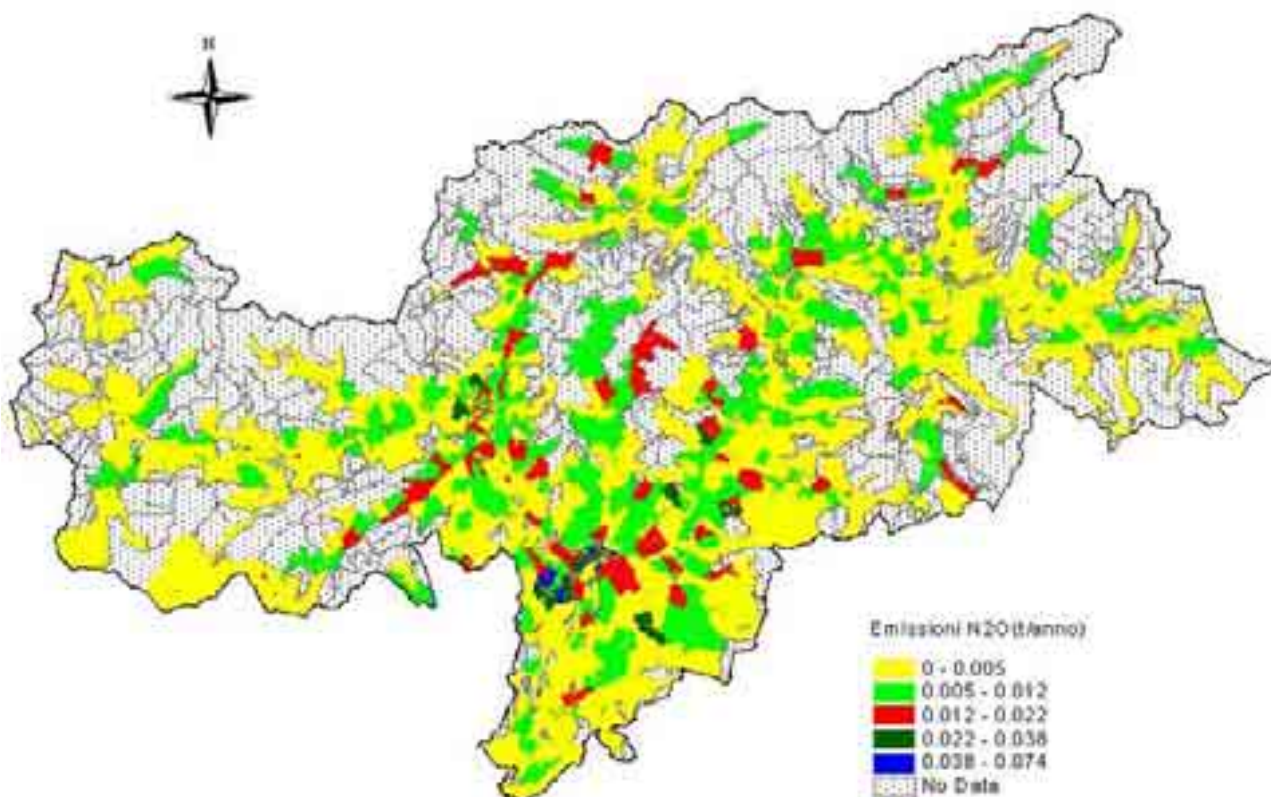 N
Emissioni N2O (t/anno)
0 - 0.005
0.005 - 0.012
0.012 - 0.022
0.022 - 0.038
0.038 - 0.074
No Data